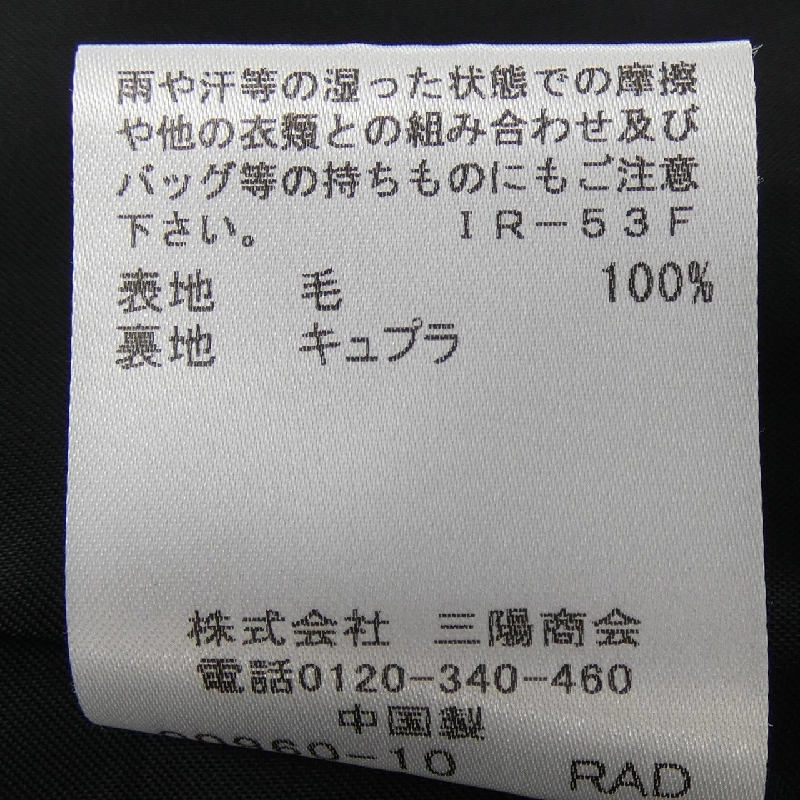 雨や汗等の湿った状態での摩擦
や他の衣類との組み合わせ及び
バッグ等の持ちものにもご注意
下さい。 IR-53F
表地 毛 100%
裏地 キュプラ
株式会社 三陽商会
電話0120-340-460
中国製
RAD